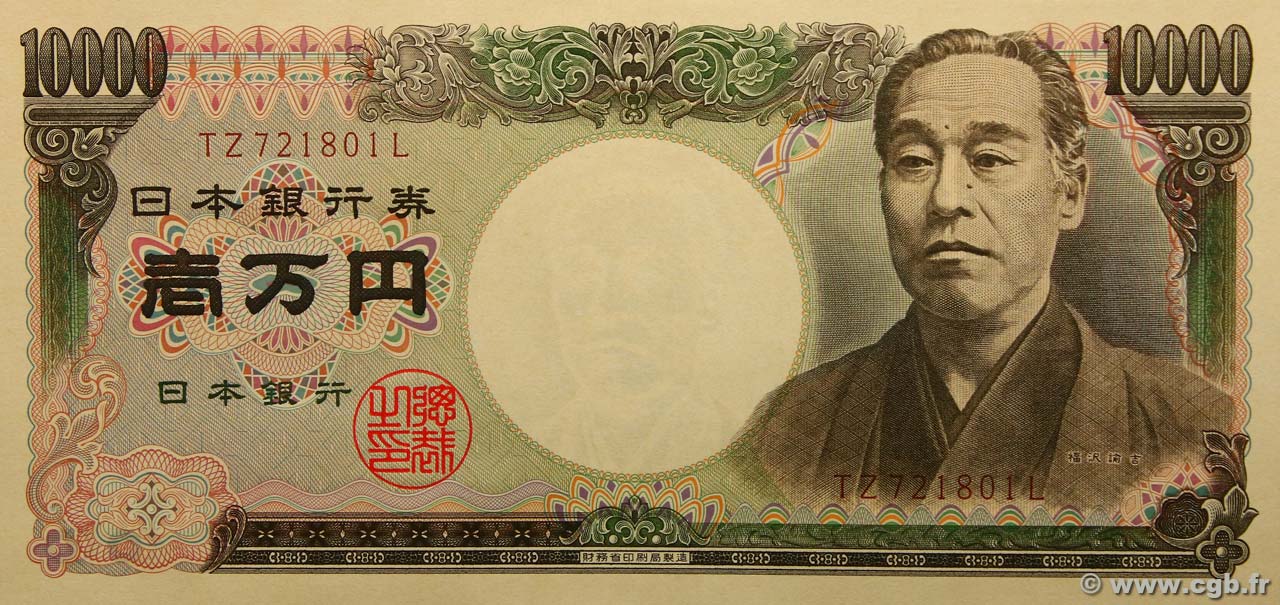 10000
10000
TZ721801L
日本銀行券
壱万円
日本銀行
総裁之印
福沢諭吉
TZ721801L
財務省印刷局製造
© www.cgb.fr